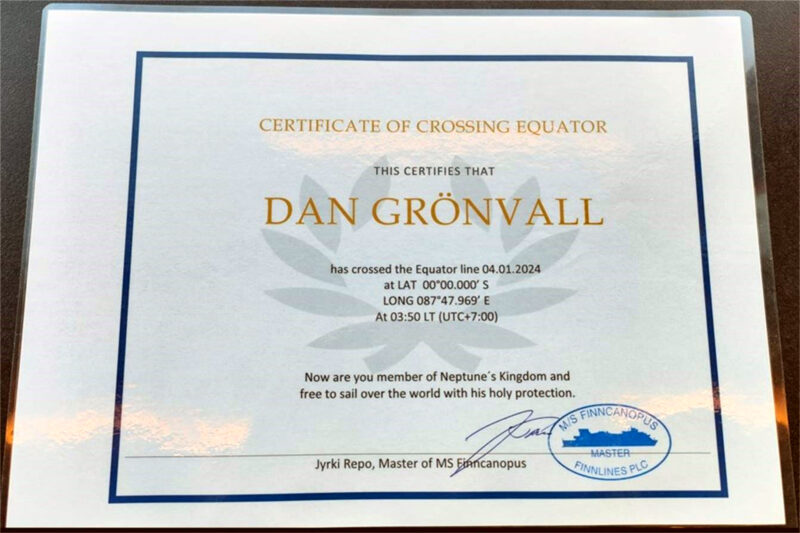 CERTIFICATE OF CROSSING EQUATOR
THIS CERTIFIES THAT
DAN GRÖNVALL
has crossed the Equator line 04.01.2024
at LAT 00°00.000' S
LONG 087°47.969' E
At 03:50 LT (UTC+7:00)
Now are you member of Neptune´s Kingdom and
free to sail over the world with his holy protection.
Jyrki Repo, Master of MS Finncanopus
M/S FINNCANOPUS
MASTER
FINNLINES PLC